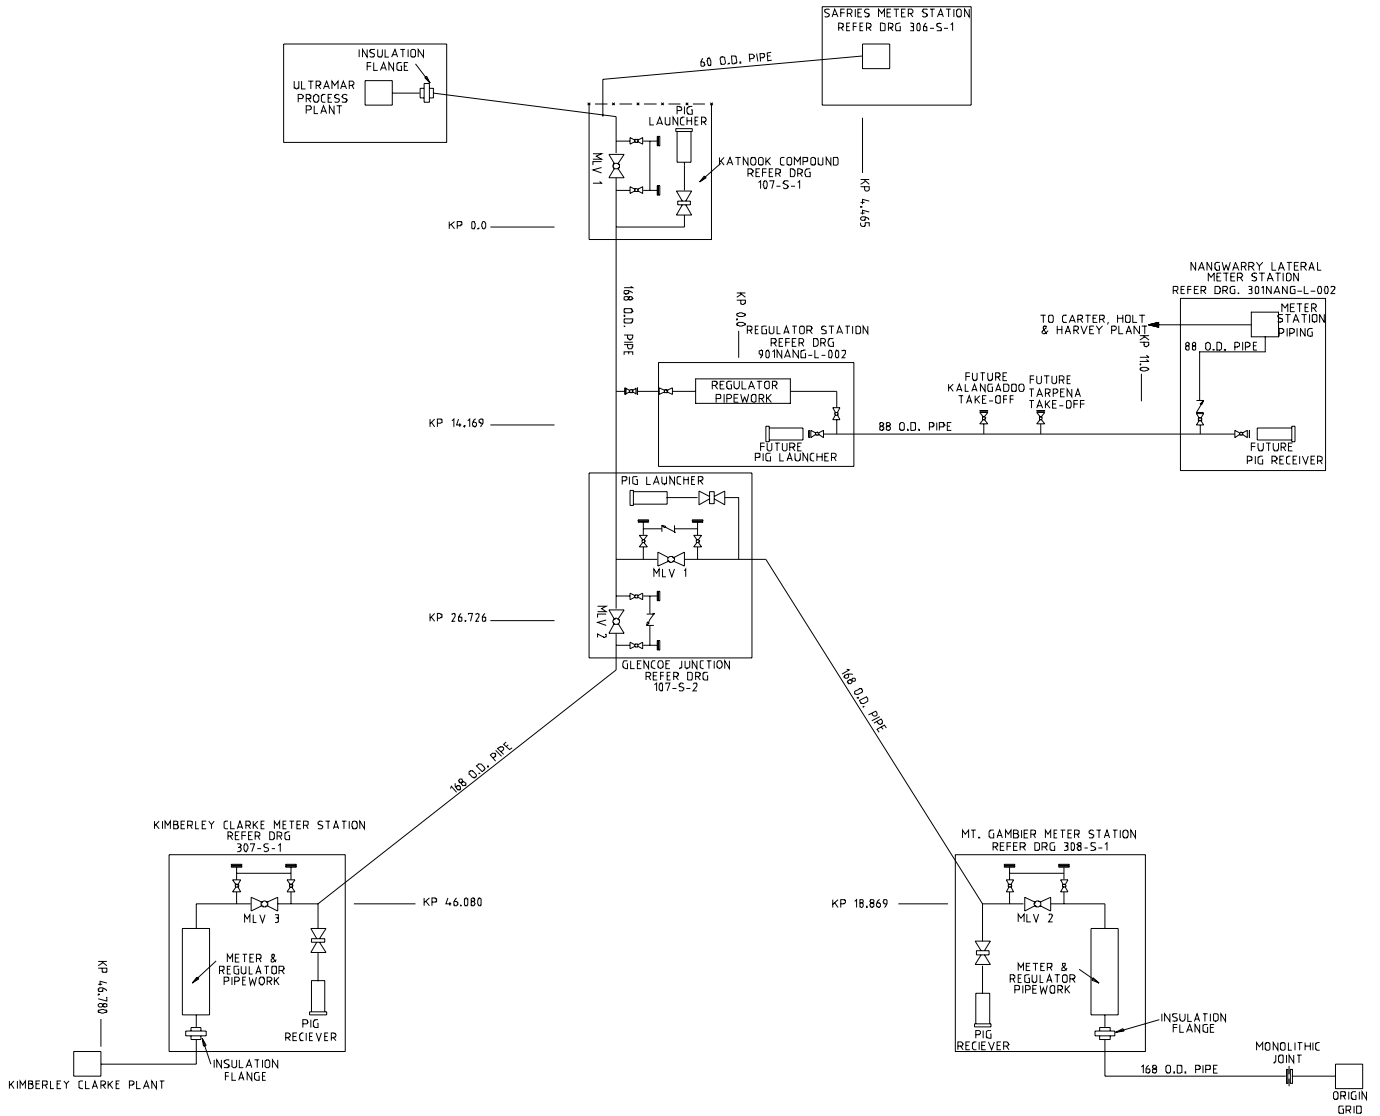 SAFRIES METER STATION
REFER DRG 306-S-1
60 O.D. PIPE
INSULATION
FLANGE
ULTRAMAR
PROCESS
PLANT
PIG
LAUNCHER
MLV 1
KATNOOK COMPOUND
REFER DRG
107-S-1
KP 4.465
KP 0.0
168 O.D. PIPE
KP 0.0
REGULATOR STATION
REFER DRG
901NANG-L-002
REGULATOR
PIPEWORK
FUTURE
PIG LAUNCHER
KP 14.169
88 O.D. PIPE
FUTURE
KALANGADOO
TAKE-OFF
FUTURE
TARPENA
TAKE-OFF
TO CARTER, HOLT
& HARVEY PLANT
KP 11.0
NANGWARRY LATERAL
METER STATION
REFER DRG. 301NANG-L-002
METER
STATION
PIPING
88 O.D. PIPE
FUTURE
PIG RECEIVER
PIG LAUNCHER
MLV 1
MLV 2
KP 26.726
GLENCOE JUNCTION
REFER DRG
107-S-2
168 O.D. PIPE
168 O.D. PIPE
KIMBERLEY CLARKE METER STATION
REFER DRG
307-S-1
MLV 3
KP 46.080
METER &
REGULATOR
PIPEWORK
PIG
RECIEVER
KP 46.780
INSULATION
FLANGE
KIMBERLEY CLARKE PLANT
MT. GAMBIER METER STATION
REFER DRG 308-S-1
KP 18.869
MLV 2
METER &
REGULATOR
PIPEWORK
PIG
RECIEVER
INSULATION
FLANGE
168 O.D. PIPE
MONOLITHIC
JOINT
ORIGIN
GRID